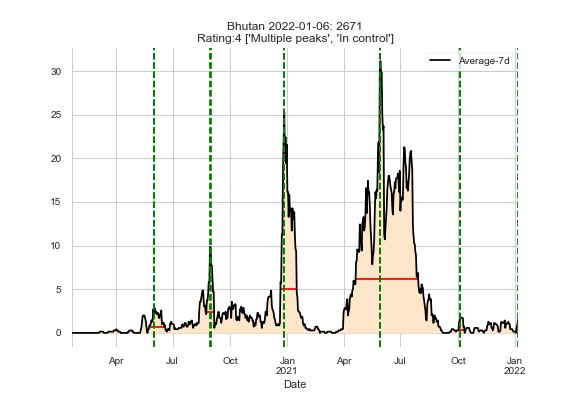 Bhutan 2022-01-06: 2671
Rating:4 ['Multiple peaks', 'In control']
Average-7d
30
25
20
15
10
5
0
Apr
Jul
Oct
Jan
2021
Apr
Jul
Oct
Jan
2022
Date